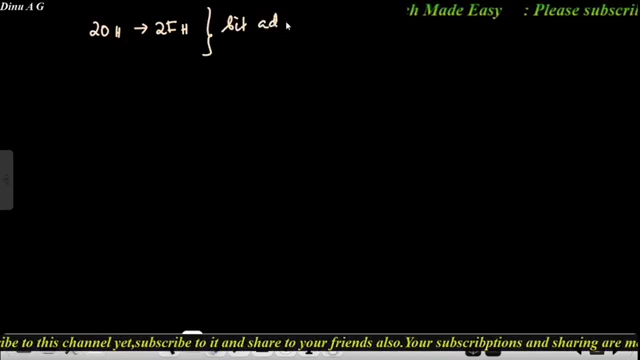 Dinu A G
ch Made Easy : Please subscri
20 H → 2F H } bit ad
ibe to this channel yet,subscribe to it and share to your friends also.Your subscribptions and sharing are m